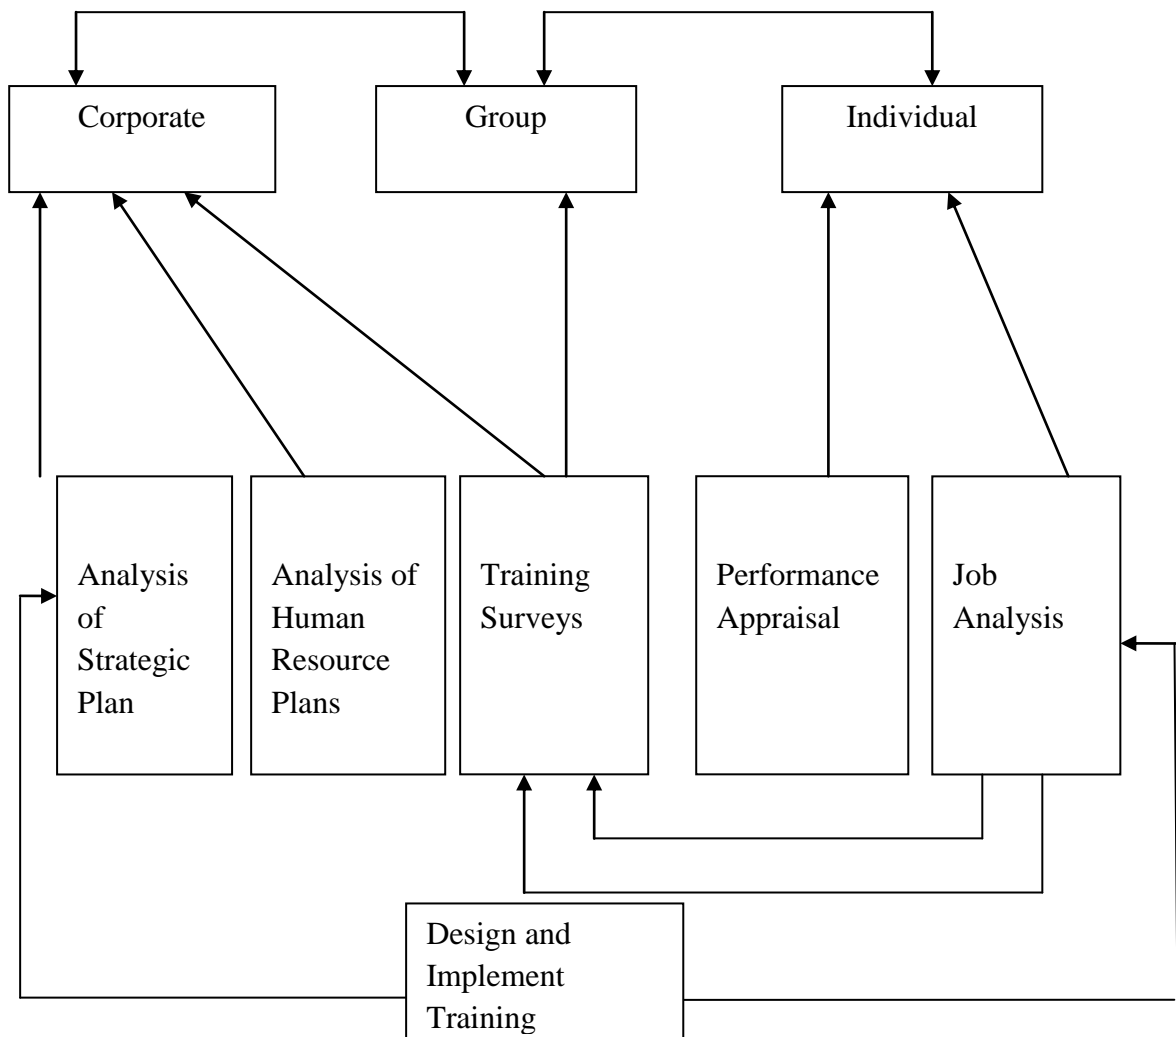 Corporate
Group
Individual
Analysis
of
Strategic
Plan
Analysis of
Human
Resource
Plans
Training
Surveys
Performance
Appraisal
Job
Analysis
Design and
Implement
Training